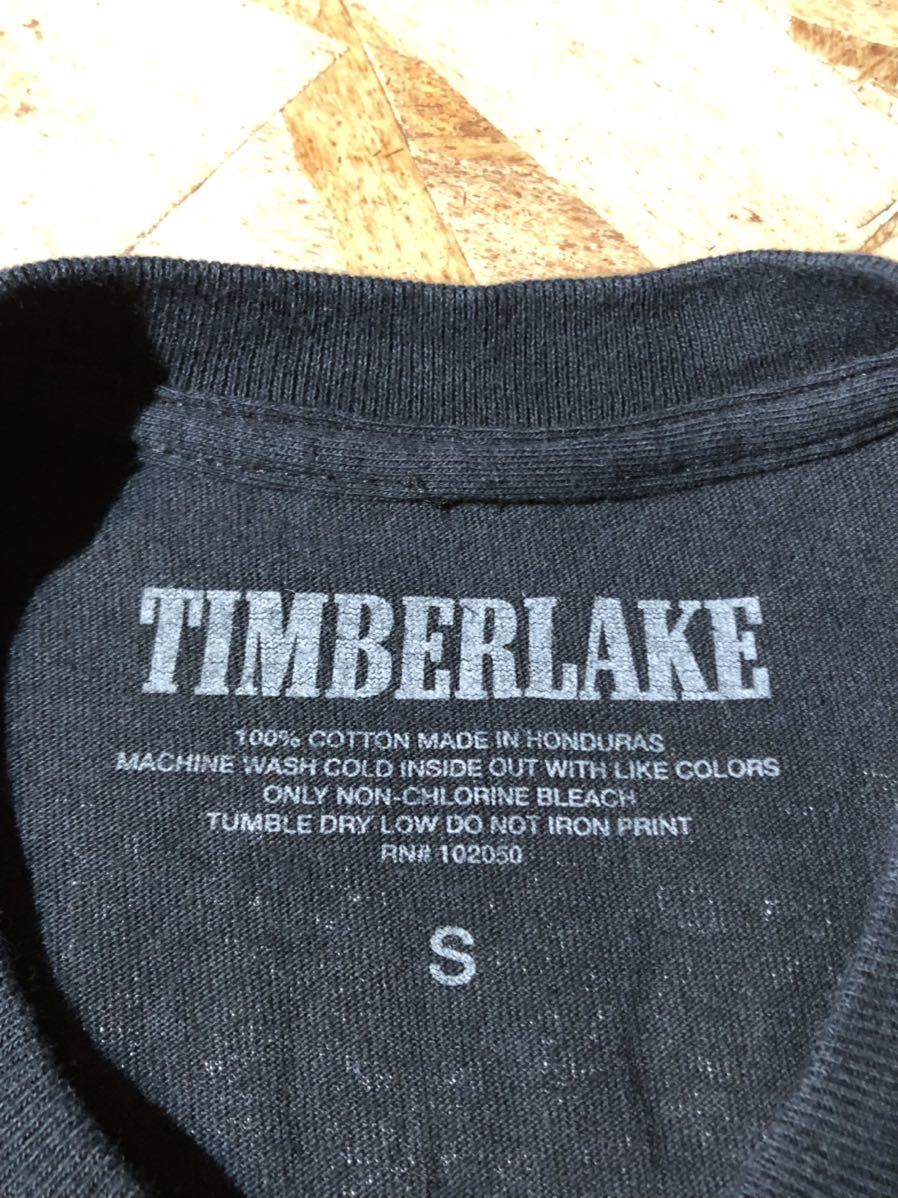 TIMBERLAKE
100% COTTON MADE IN HONDURAS
MACHINE WASH COLD INSIDE OUT WITH LIKE COLORS
ONLY NON-CHLORINE BLEACH
TUMBLE DRY LOW DO NOT IRON PRINT
RN# 102050
S